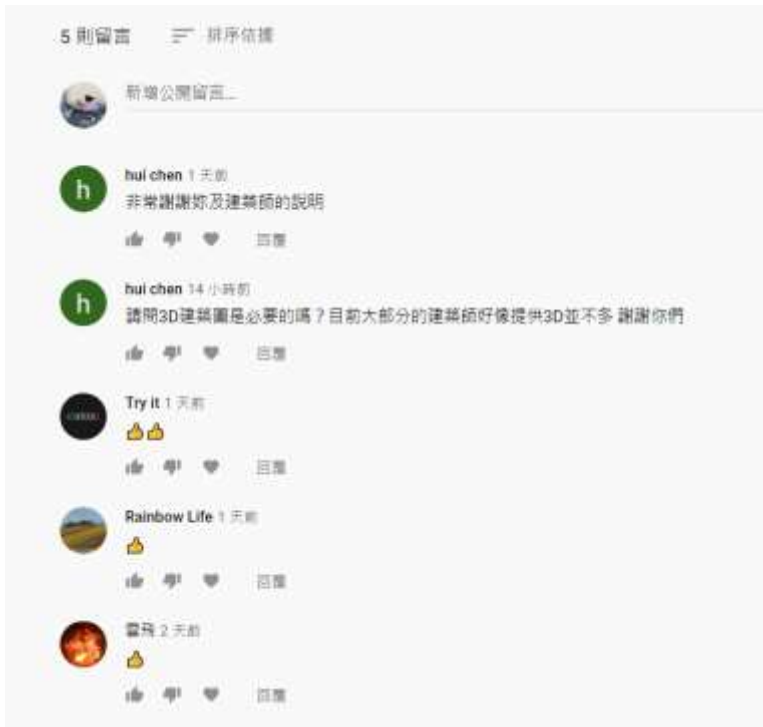 5 則留言 排序依據
新增公開留言...
h
hui chen 1 天前
非常謝謝妳及建築師的說明
回覆
h
hui chen 14 小時前
請問3D建築圖是必要的嗎？目前大部分的建築師好像提供3D並不多 謝謝你們
回覆
Try it 1 天前
👍👍
回覆
Rainbow Life 1 天前
👍
回覆
雲飛 2 天前
👍
回覆